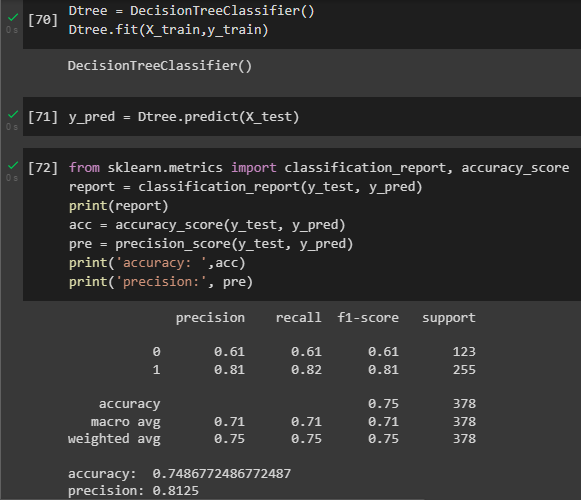 [70] Dtree = DecisionTreeClassifier()
0s Dtree.fit(X_train,y_train)
DecisionTreeClassifier()
[71] y_pred = Dtree.predict(X_test)
0s
[72] from sklearn.metrics import classification_report, accuracy_score
0s report = classification_report(y_test, y_pred)
print(report)
acc = accuracy_score(y_test, y_pred)
pre = precision_score(y_test, y_pred)
print('accuracy: ',acc)
print('precision:', pre)
precision recall f1-score support
0 0.61 0.61 0.61 123
1 0.81 0.82 0.81 255
accuracy 0.75 378
macro avg 0.71 0.71 0.71 378
weighted avg 0.75 0.75 0.75 378
accuracy: 0.7486772486772487
precision: 0.8125